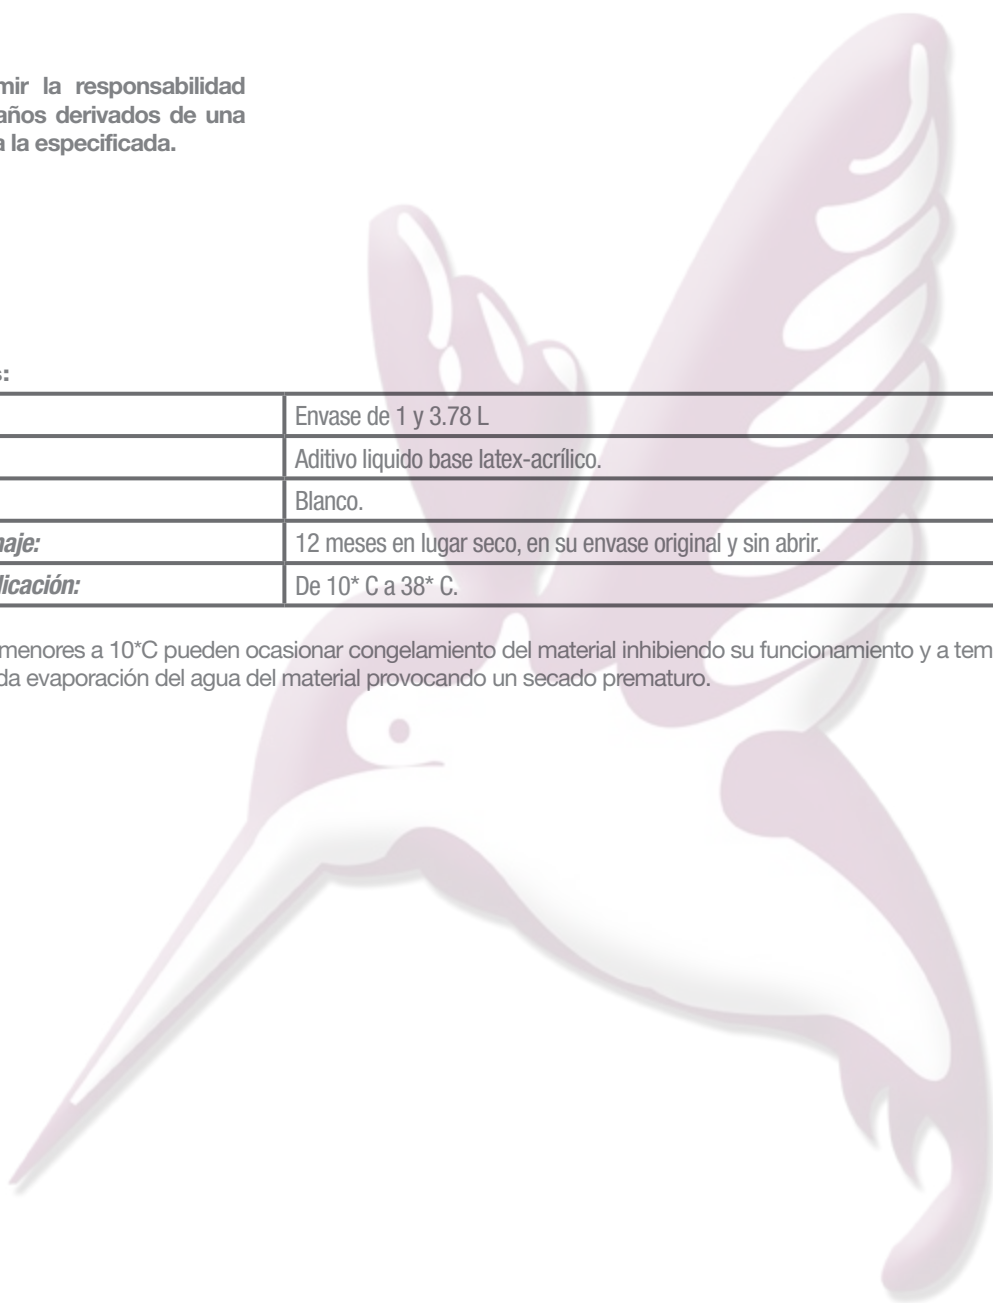 mir la responsabilidad
años derivados de una
a la especificada.
s:
Envase de 1 y 3.78 L
Aditivo liquido base latex-acrílico.
Blanco.
naje: 12 meses en lugar seco, en su envase original y sin abrir.
licación: De 10* C a 38* C.
menores a 10*C pueden ocasionar congelamiento del material inhibiendo su funcionamiento y a tem
da evaporación del agua del material provocando un secado prematuro.